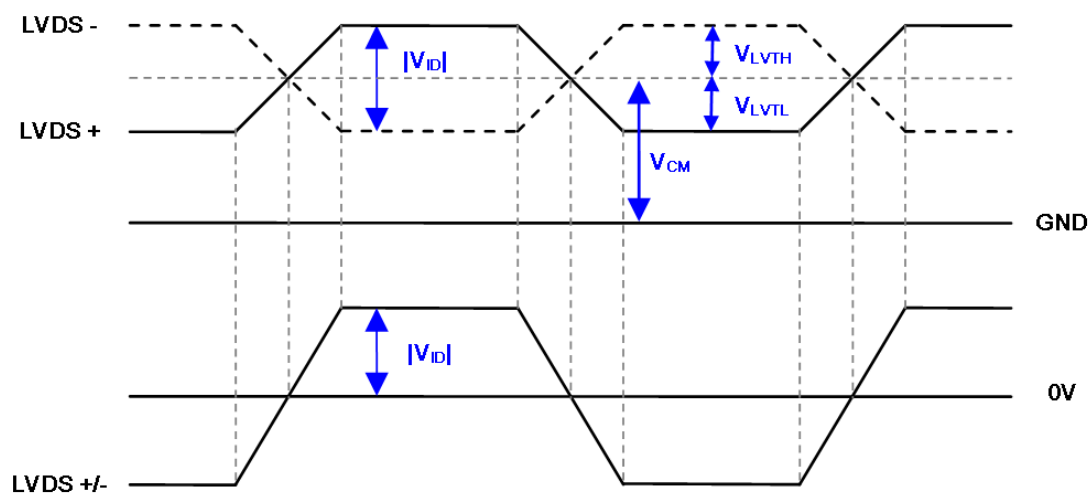 LVDS -
|VID|
VLVTH
VLVTL
LVDS +
VCM
GND
|VID|
0V
LVDS +/-